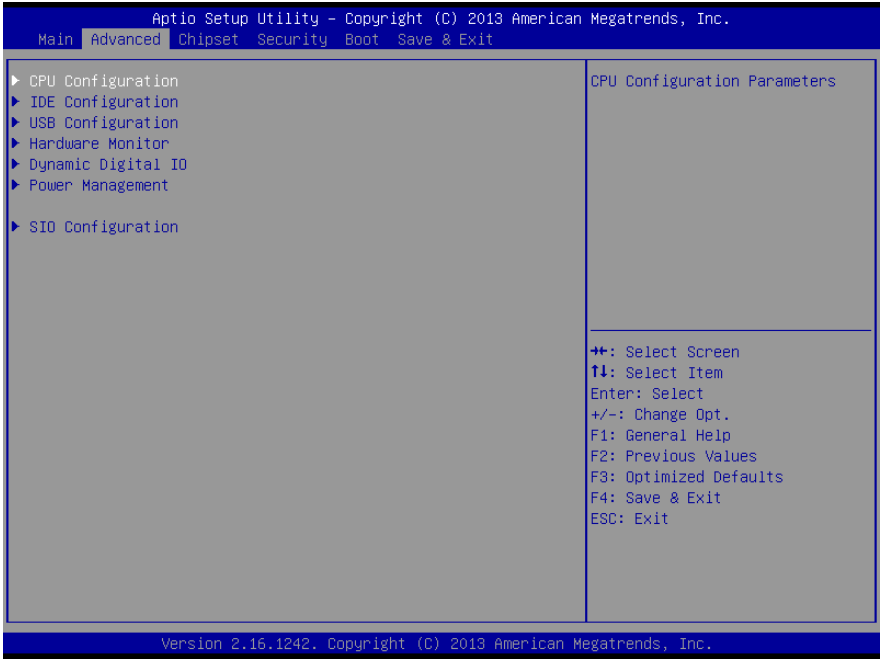 Aptio Setup Utility – Copyright (C) 2013 American Megatrends, Inc.
Main Advanced Chipset Security Boot Save & Exit
CPU Configuration
IDE Configuration
USB Configuration
Hardware Monitor
Dynamic Digital IO
Power Management
SIO Configuration
CPU Configuration Parameters
→←: Select Screen
↑↓: Select Item
Enter: Select
+/-: Change Opt.
F1: General Help
F2: Previous Values
F3: Optimized Defaults
F4: Save & Exit
ESC: Exit
Version 2.16.1242. Copyright (C) 2013 American Megatrends, Inc.